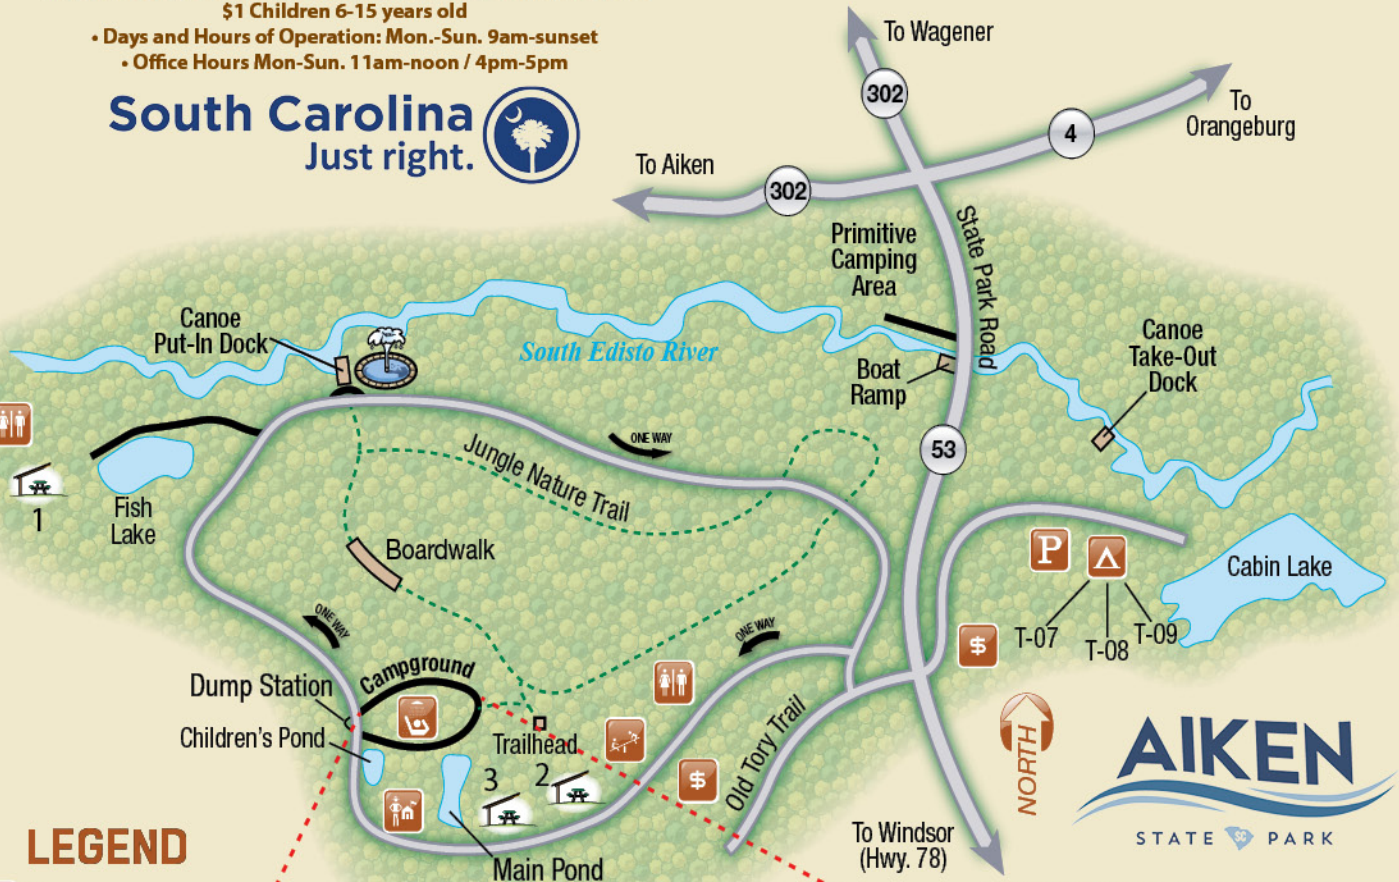 $1 Children 6-15 years old
• Days and Hours of Operation: Mon.-Sun. 9am-sunset
• Office Hours Mon-Sun. 11am-noon / 4pm-5pm
South Carolina
Just right.
To Wagener
302
4
To
Orangeburg
To Aiken
302
State Park Road
Primitive
Camping
Area
Canoe
Put-In Dock
South Edisto River
Boat
Ramp
Canoe
Take-Out
Dock
53
ONE WAY
Jungle Nature Trail
1
Fish
Lake
Boardwalk
P
Cabin Lake
T-07
T-08
T-09
$
ONE WAY
ONE WAY
Campground
Dump Station
Children's Pond
Trailhead
3
2
$
Old Tory Trail
NORTH
AIKEN
STATE SC PARK
To Windsor
(Hwy. 78)
Main Pond
LEGEND